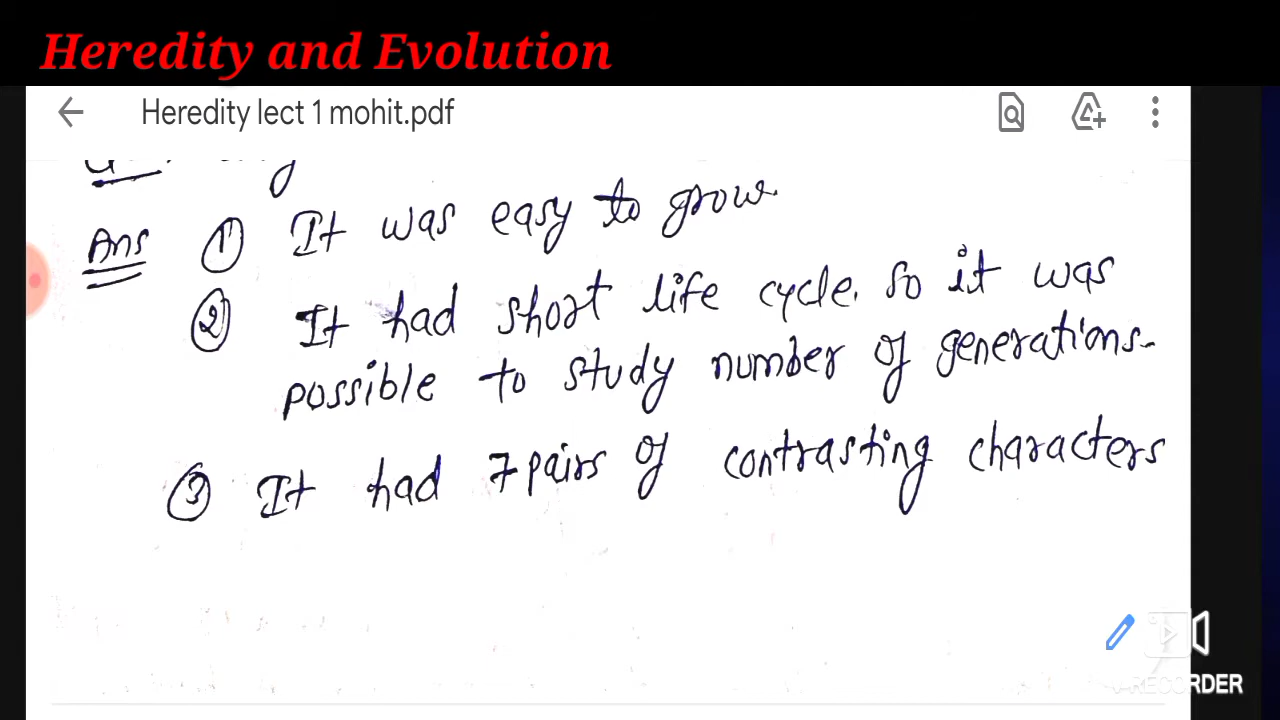 Heredity and Evolution
Heredity lect 1 mohit.pdf
Ans ① It was easy to grow.
② It had short life cycle. So it was
possible to study number of generations.
③ It had 7 pairs of contrasting characters
RECORDER